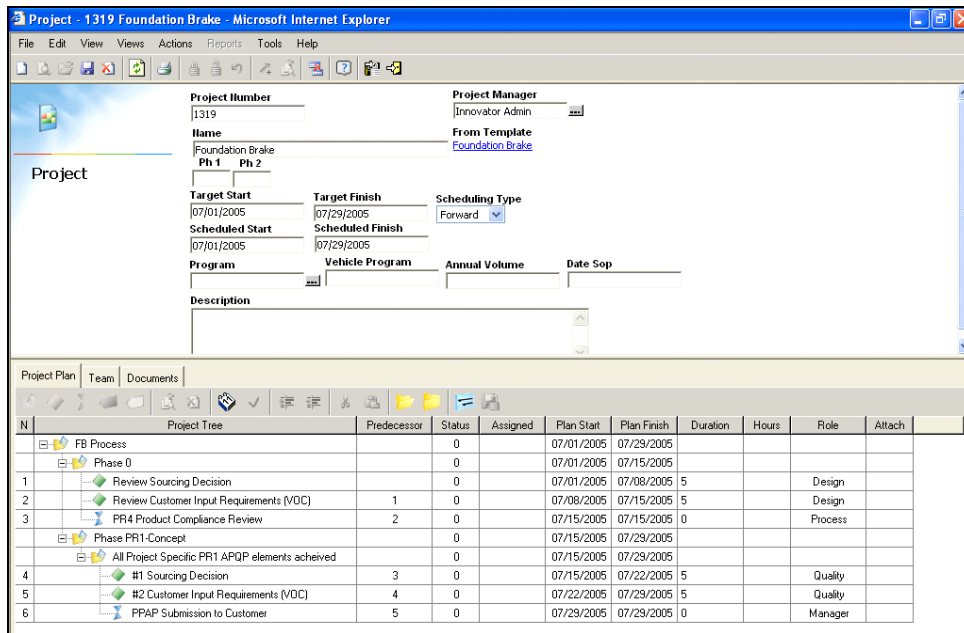 Project - 1319 Foundation Brake - Microsoft Internet Explorer
File Edit View Views Actions Reports Tools Help
Project
Project Number Project Manager
1319 Innovator Admin ...
Name From Template
Foundation Brake Foundation Brake
Ph 1 Ph 2
Target Start Target Finish Scheduling Type
07/01/2005 07/29/2005 Forward
Scheduled Start Scheduled Finish
07/01/2005 07/29/2005
Program Vehicle Program Annual Volume Date Sop
...
Description
Project Plan Team Documents
N Project Tree Predecessor Status Assigned Plan Start Plan Finish Duration Hours Role Attach
FB Process 0 07/01/2005 07/29/2005
Phase 0 0 07/01/2005 07/15/2005
1 Review Sourcing Decision 0 07/01/2005 07/08/2005 5 Design
2 Review Customer Input Requirements (VOC) 1 0 07/08/2005 07/15/2005 5 Design
3 PR4 Product Compliance Review 2 0 07/15/2005 07/15/2005 0 Process
Phase PR1-Concept 0 07/15/2005 07/29/2005
All Project Specific PR1 APQP elements acheived 0 07/15/2005 07/29/2005
4 #1 Sourcing Decision 3 0 07/15/2005 07/22/2005 5 Quality
5 #2 Customer Input Requirements (VOC) 4 0 07/22/2005 07/29/2005 5 Quality
6 PPAP Submission to Customer 5 0 07/29/2005 07/29/2005 0 Manager